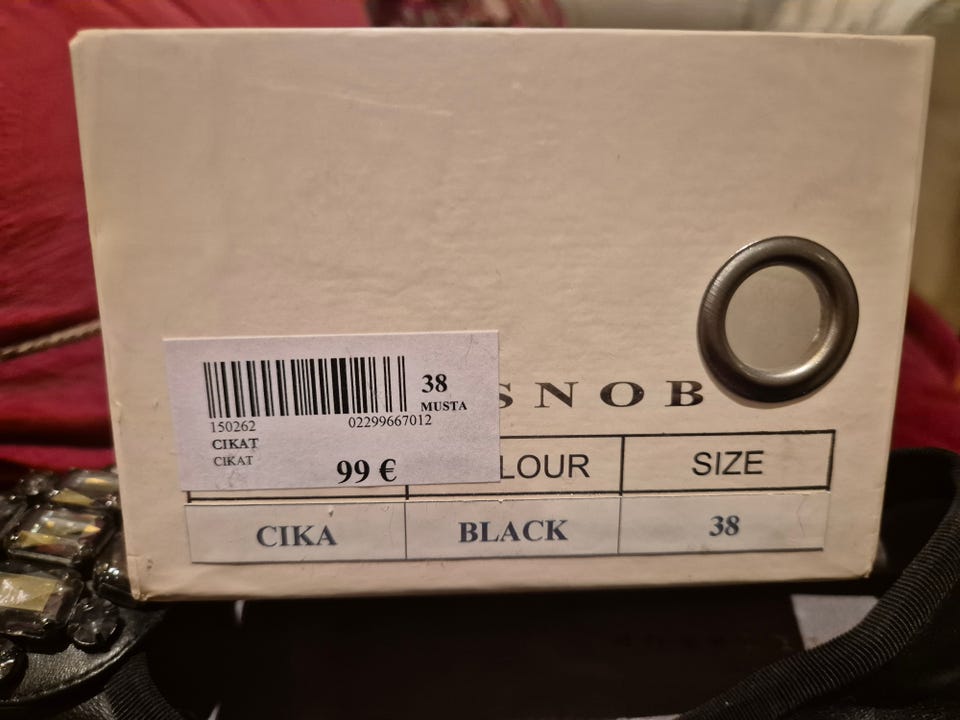 SNOB
38
MUSTA
150262 02299667012
CIKAT
CIKAT
99 €
LOUR SIZE
CIKA BLACK 38